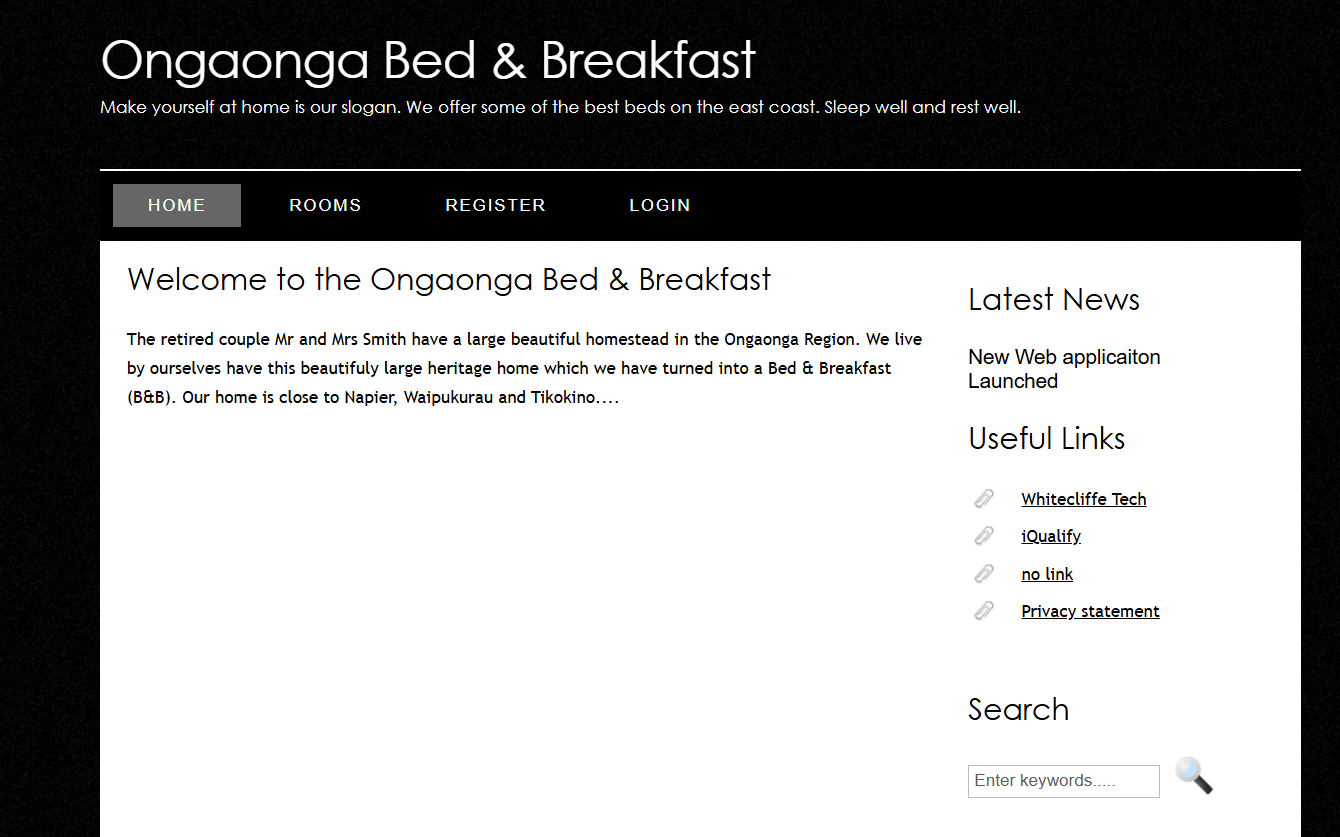 Ongaonga Bed & Breakfast
Make yourself at home is our slogan. We offer some of the best beds on the east coast. Sleep well and rest well.
HOME ROOMS REGISTER LOGIN
Welcome to the Ongaonga Bed & Breakfast
The retired couple Mr and Mrs Smith have a large beautiful homestead in the Ongaonga Region. We live
by ourselves have this beautifuly large heritage home which we have turned into a Bed & Breakfast
(B&B). Our home is close to Napier, Waipukurau and Tikokino....
Latest News
New Web applicaiton
Launched
Useful Links
Whitecliffe Tech
iQualify
no link
Privacy statement
Search
Enter keywords.....